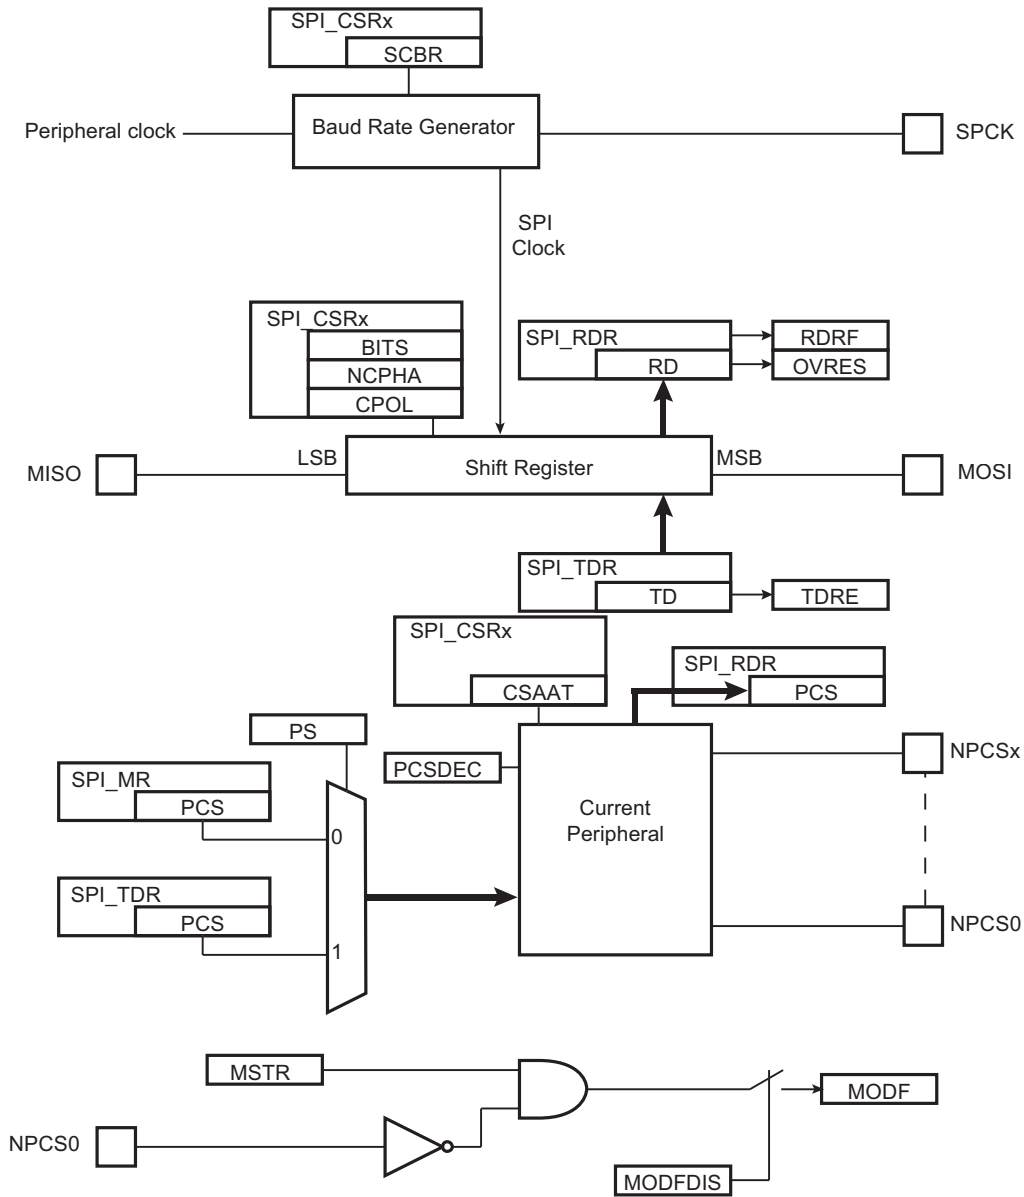 SPI_CSRx
SCBR
Peripheral clock
Baud Rate Generator
SPCK
SPI
Clock
SPI_CSRx
BITS
NCPHA
CPOL
SPI_RDR
RD
RDRF
OVRES
MISO
LSB
Shift Register
MSB
MOSI
SPI_TDR
TD
TDRE
SPI_CSRx
CSAAT
SPI_RDR
PCS
PS
PCSDEC
Current
Peripheral
NPCSx
SPI_MR
PCS
0
SPI_TDR
PCS
1
NPCS0
MSTR
MODF
NPCS0
MODFDIS